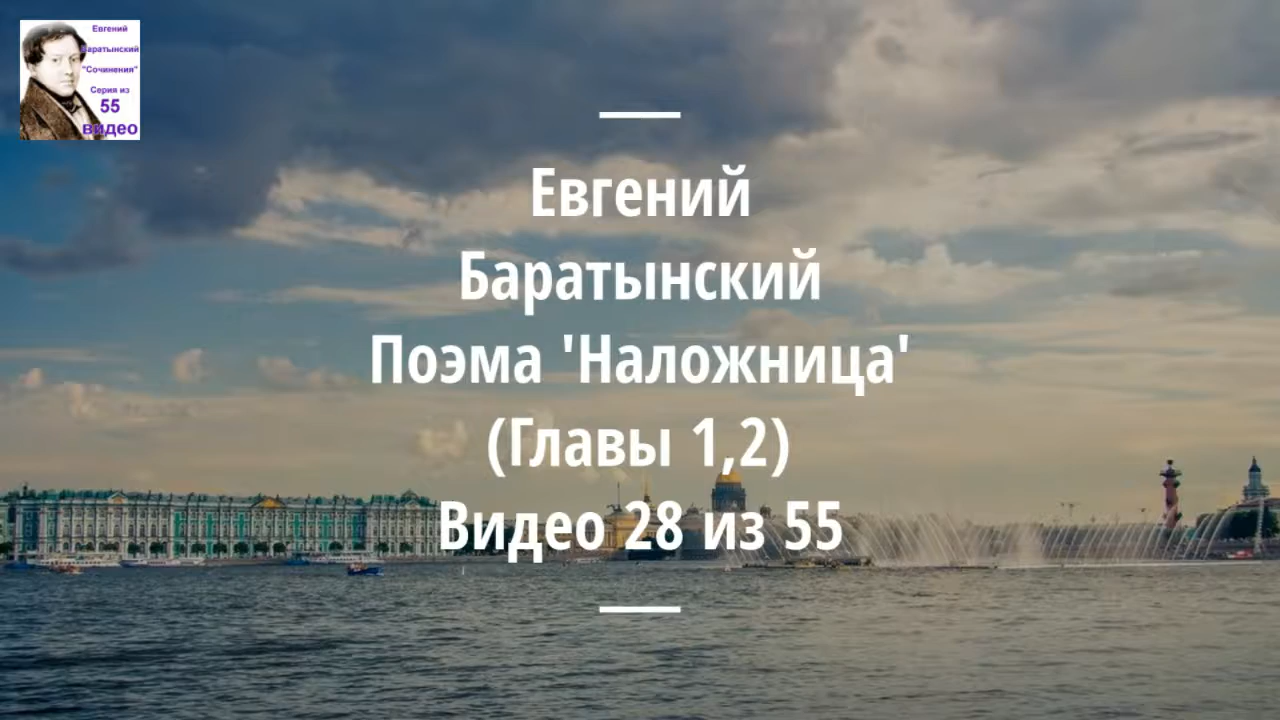 Евгений
Баратынский
"Сочинения"
Серия из
55
видео
Евгений
Баратынский
Поэма 'Наложница'
(Главы 1,2)
Видео 28 из 55